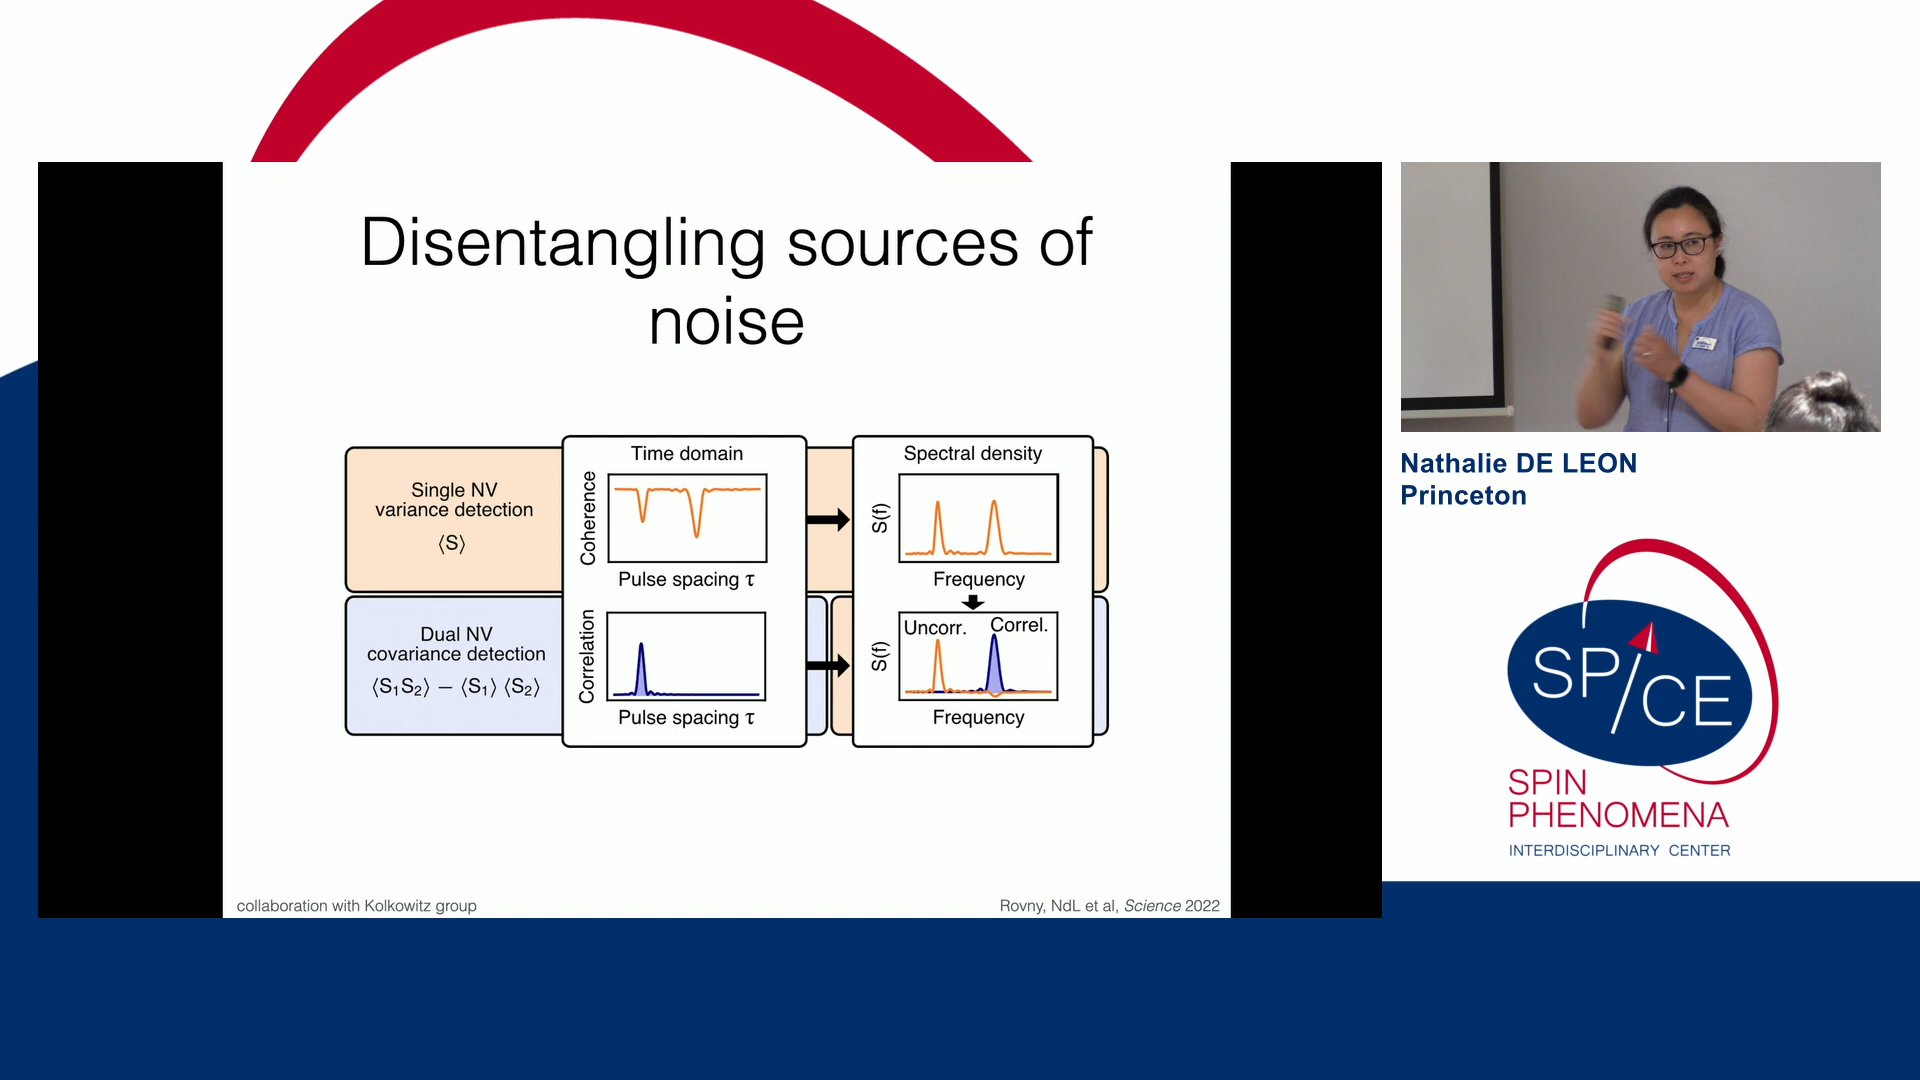 Disentangling sources of
noise
Single NV
variance detection
⟨S⟩
Time domain
Coherence
Pulse spacing τ
Spectral density
S(f)
Frequency
Dual NV
covariance detection
⟨S₁S₂⟩ − ⟨S₁⟩ ⟨S₂⟩
Correlation
Pulse spacing τ
Uncorr. Correl.
S(f)
Frequency
collaboration with Kolkowitz group
Rovny, NdL et al, Science 2022
Nathalie DE LEON
Princeton
SPICE
SPIN
PHENOMENA
INTERDISCIPLINARY CENTER